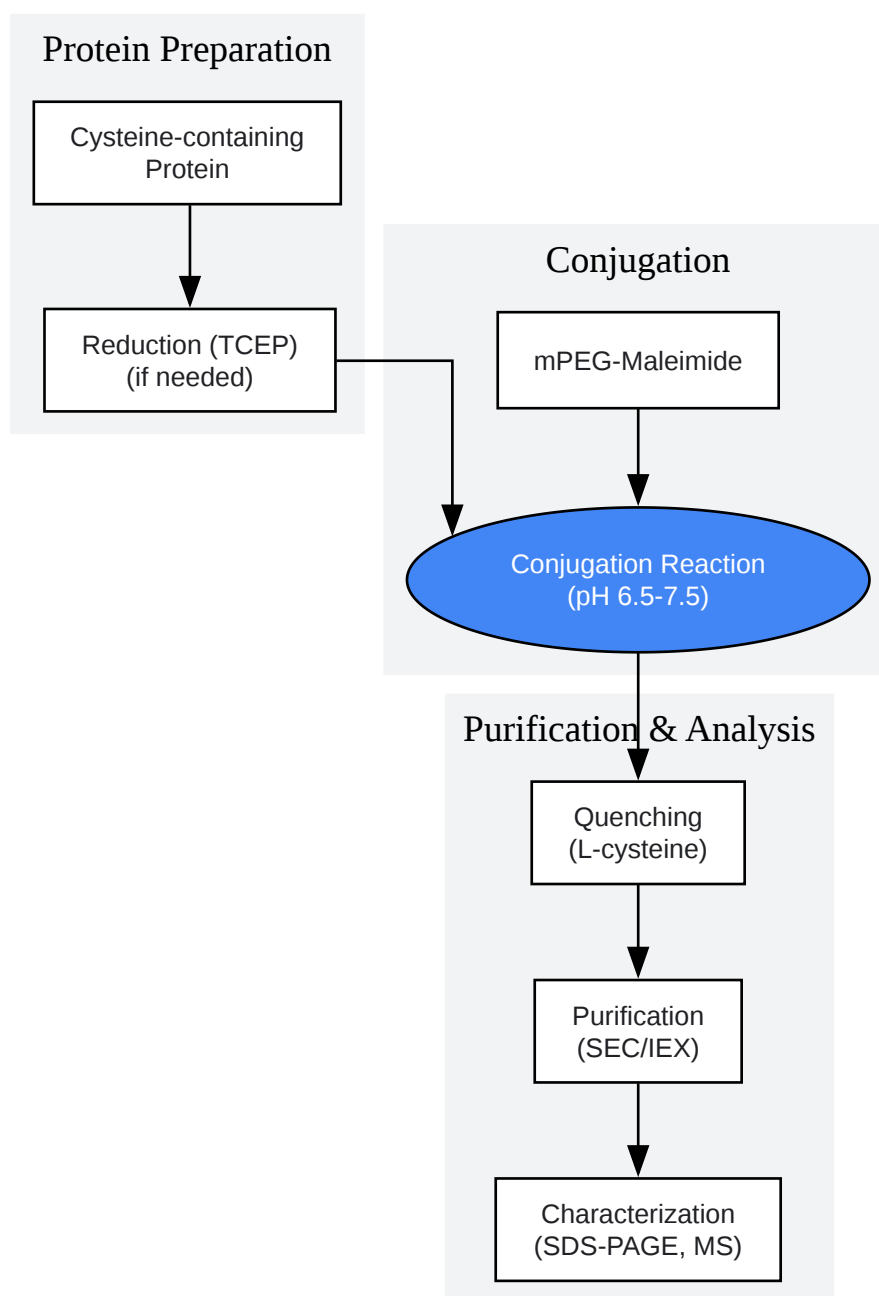 Protein Preparation
Cysteine-containing
Protein
Reduction (TCEP)
(if needed)
Conjugation
mPEG-Maleimide
Conjugation Reaction
(pH 6.5-7.5)
Purification & Analysis
Quenching
(L-cysteine)
Purification
(SEC/IEX)
Characterization
(SDS-PAGE, MS)